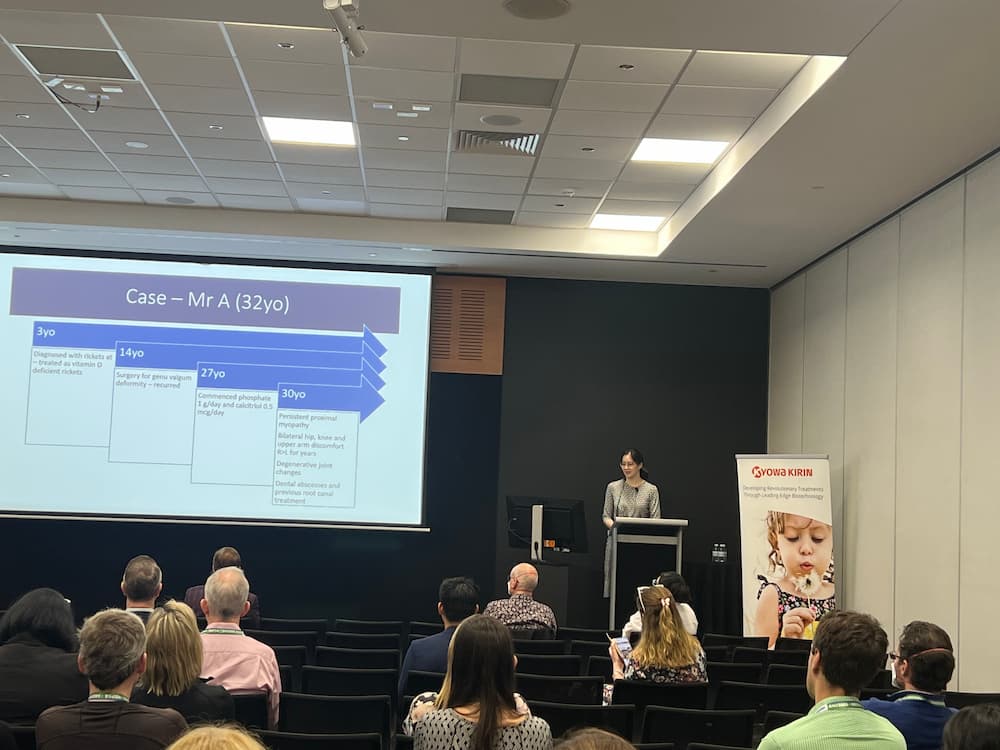 Case – Mr A (32yo)
3yo
Diagnosed with rickets at
– treated as vitamin D
deficient rickets
14yo
Surgery for genu valgum
deformity – recurred
27yo
Commenced phosphate
1 g/day and calcitriol 0.5
mcg/day
30yo
Persistent proximal
myopathy
Bilateral hip, knee and
upper arm discomfort
R>L for years
Degenerative joint
changes
Dental abscesses and
previous root canal
treatment
KYOWA KIRIN
Developing Revolutionary Treatments
Through Leading Edge Biotechnology